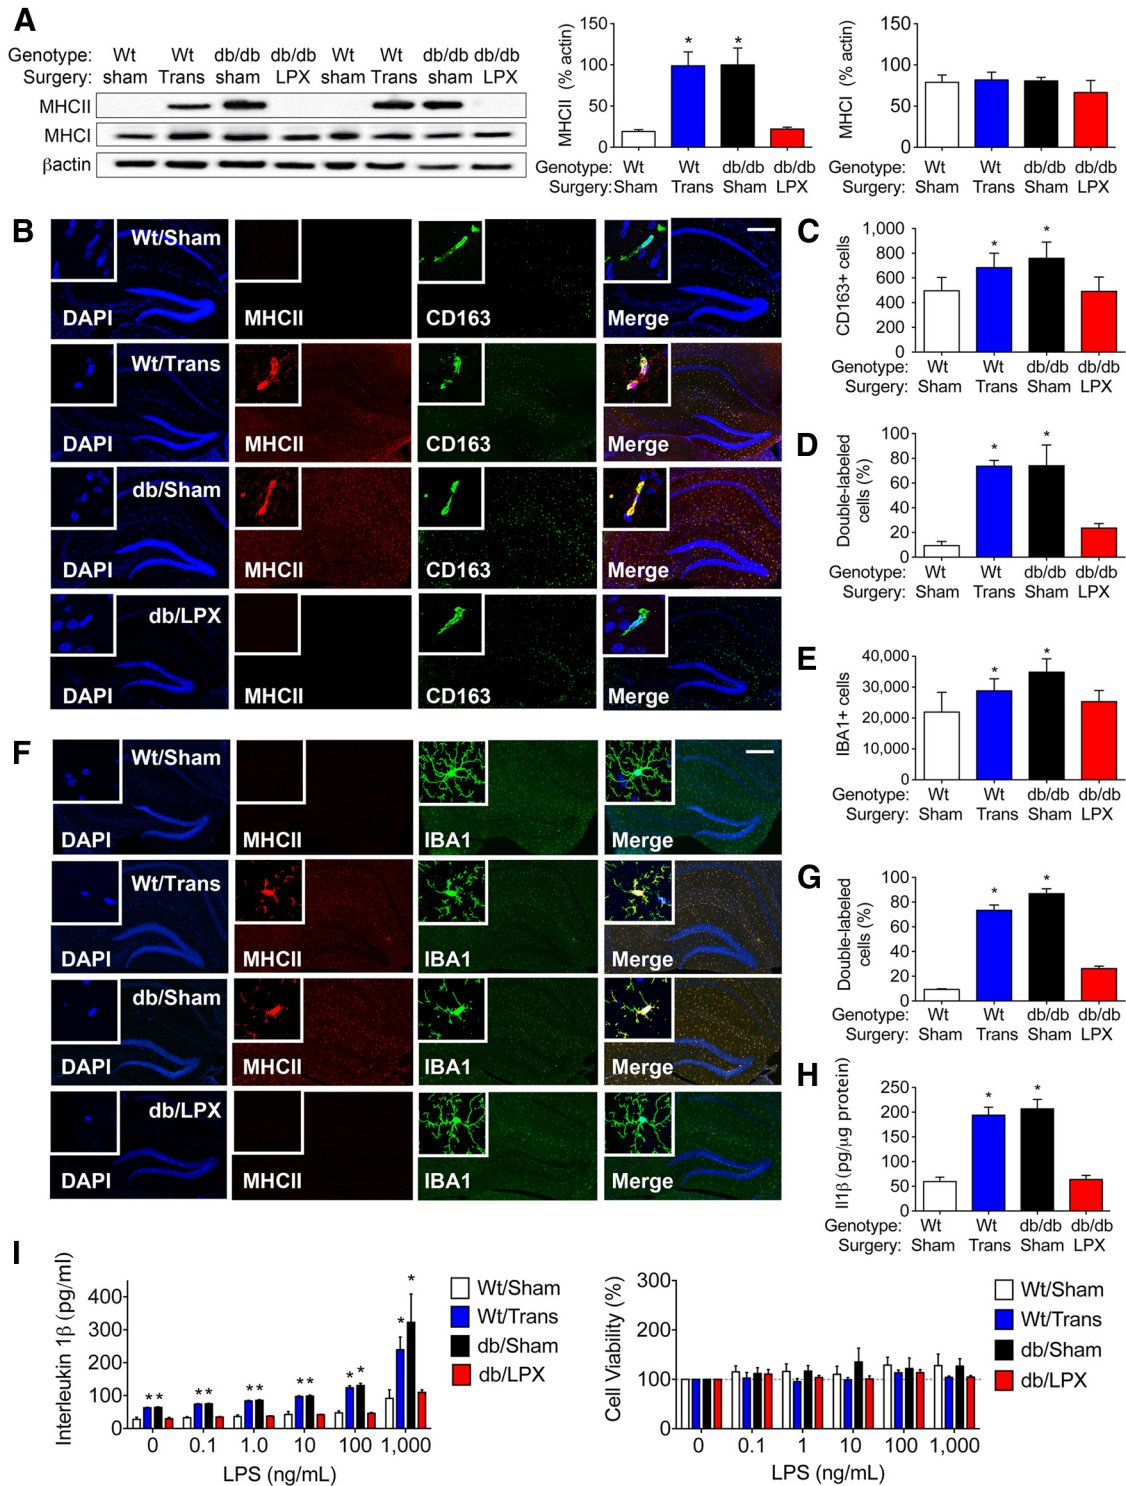 A
Genotype: Wt Wt db/db db/db Wt Wt db/db db/db
Surgery: sham Trans sham LPX sham Trans sham LPX
MHCII
MHCI
βactin
MHCII (% actin)
150
100
50
0
* *
Genotype: Wt Wt db/db db/db
Surgery: Sham Trans Sham LPX
MHCI (% actin)
150
100
50
0
Genotype: Wt Wt db/db db/db
Surgery: Sham Trans Sham LPX
B
Wt/Sham
DAPI MHCII CD163 Merge
Wt/Trans
DAPI MHCII CD163 Merge
db/Sham
DAPI MHCII CD163 Merge
db/LPX
DAPI MHCII CD163 Merge
C
CD163+ cells
1,000
800
600
400
200
0
* *
Genotype: Wt Wt db/db db/db
Surgery: Sham Trans Sham LPX
D
Double-labeled
cells (%)
100
80
60
40
20
0
* *
Genotype: Wt Wt db/db db/db
Surgery: Sham Trans Sham LPX
E
IBA1+ cells
40,000
30,000
20,000
10,000
0
* *
Genotype: Wt Wt db/db db/db
Surgery: Sham Trans Sham LPX
F
Wt/Sham
DAPI MHCII IBA1 Merge
Wt/Trans
DAPI MHCII IBA1 Merge
db/Sham
DAPI MHCII IBA1 Merge
db/LPX
DAPI MHCII IBA1 Merge
G
Double-labeled
cells (%)
100
80
60
40
20
0
* *
Genotype: Wt Wt db/db db/db
Surgery: Sham Trans Sham LPX
H
Il1β (pg/μg protein)
250
200
150
100
50
0
* *
Genotype: Wt Wt db/db db/db
Surgery: Sham Trans Sham LPX
I
Interleukin 1β (pg/ml)
400
300
200
100
0
** ** ** ** * * * *
0 0.1 1.0 10 100 1,000
LPS (ng/mL)
Wt/Sham
Wt/Trans
db/Sham
db/LPX
Cell Viability (%)
300
200
100
0
0 0.1 1 10 100 1,000
LPS (ng/mL)
Wt/Sham
Wt/Trans
db/Sham
db/LPX